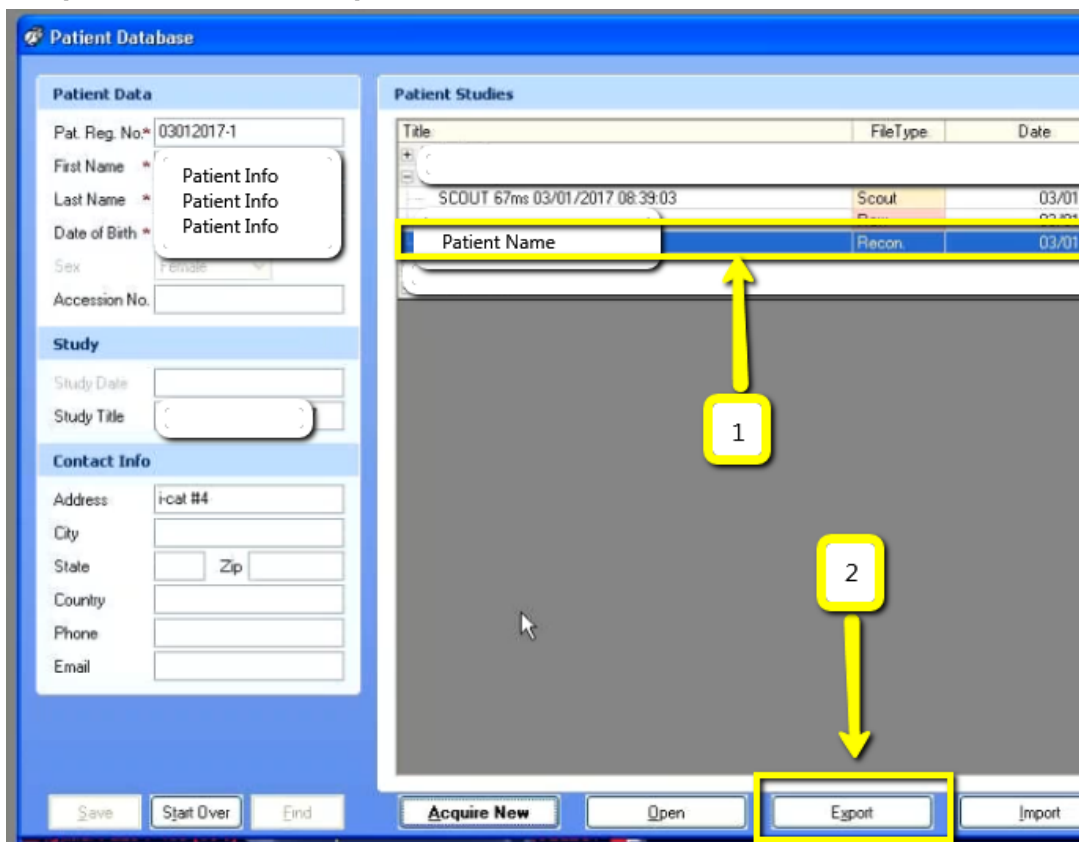 Patient Database
Patient Data
Pat. Reg. No.* 03012017-1
First Name *
Last Name *
Date of Birth *
Patient Info
Patient Info
Patient Info
Sex Female
Accession No.
Study
Study Date
Study Title
Contact Info
Address i-cat #4
City
State Zip
Country
Phone
Email
Save Start Over Find
Patient Studies
Title FileType Date
SCOUT 67ms 03/01/2017 08:39:03 Scout 03/01
Patient Name Recon. 03/01
1
2
Acquire New Open Export Import